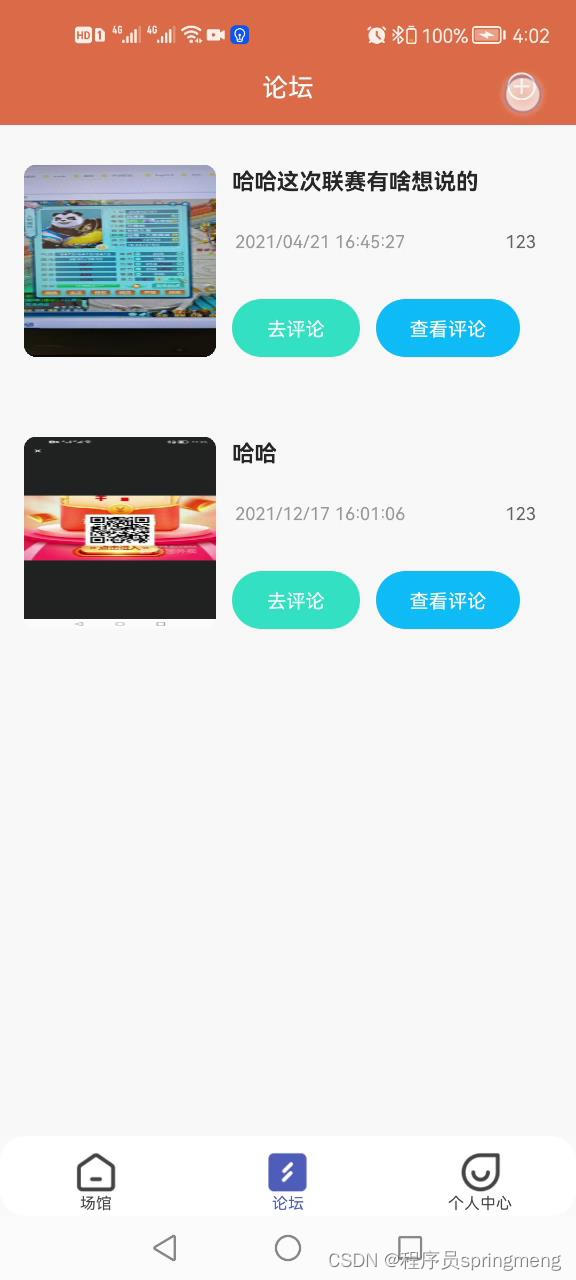 HD 1 4G 4G 100% 4:02
论坛
哈哈这次联赛有啥想说的
2021/04/21 16:45:27 123
去评论 查看评论
哈哈
2021/12/17 16:01:06 123
去评论 查看评论
场馆 论坛 个人中心
CSDN @程序员springmeng